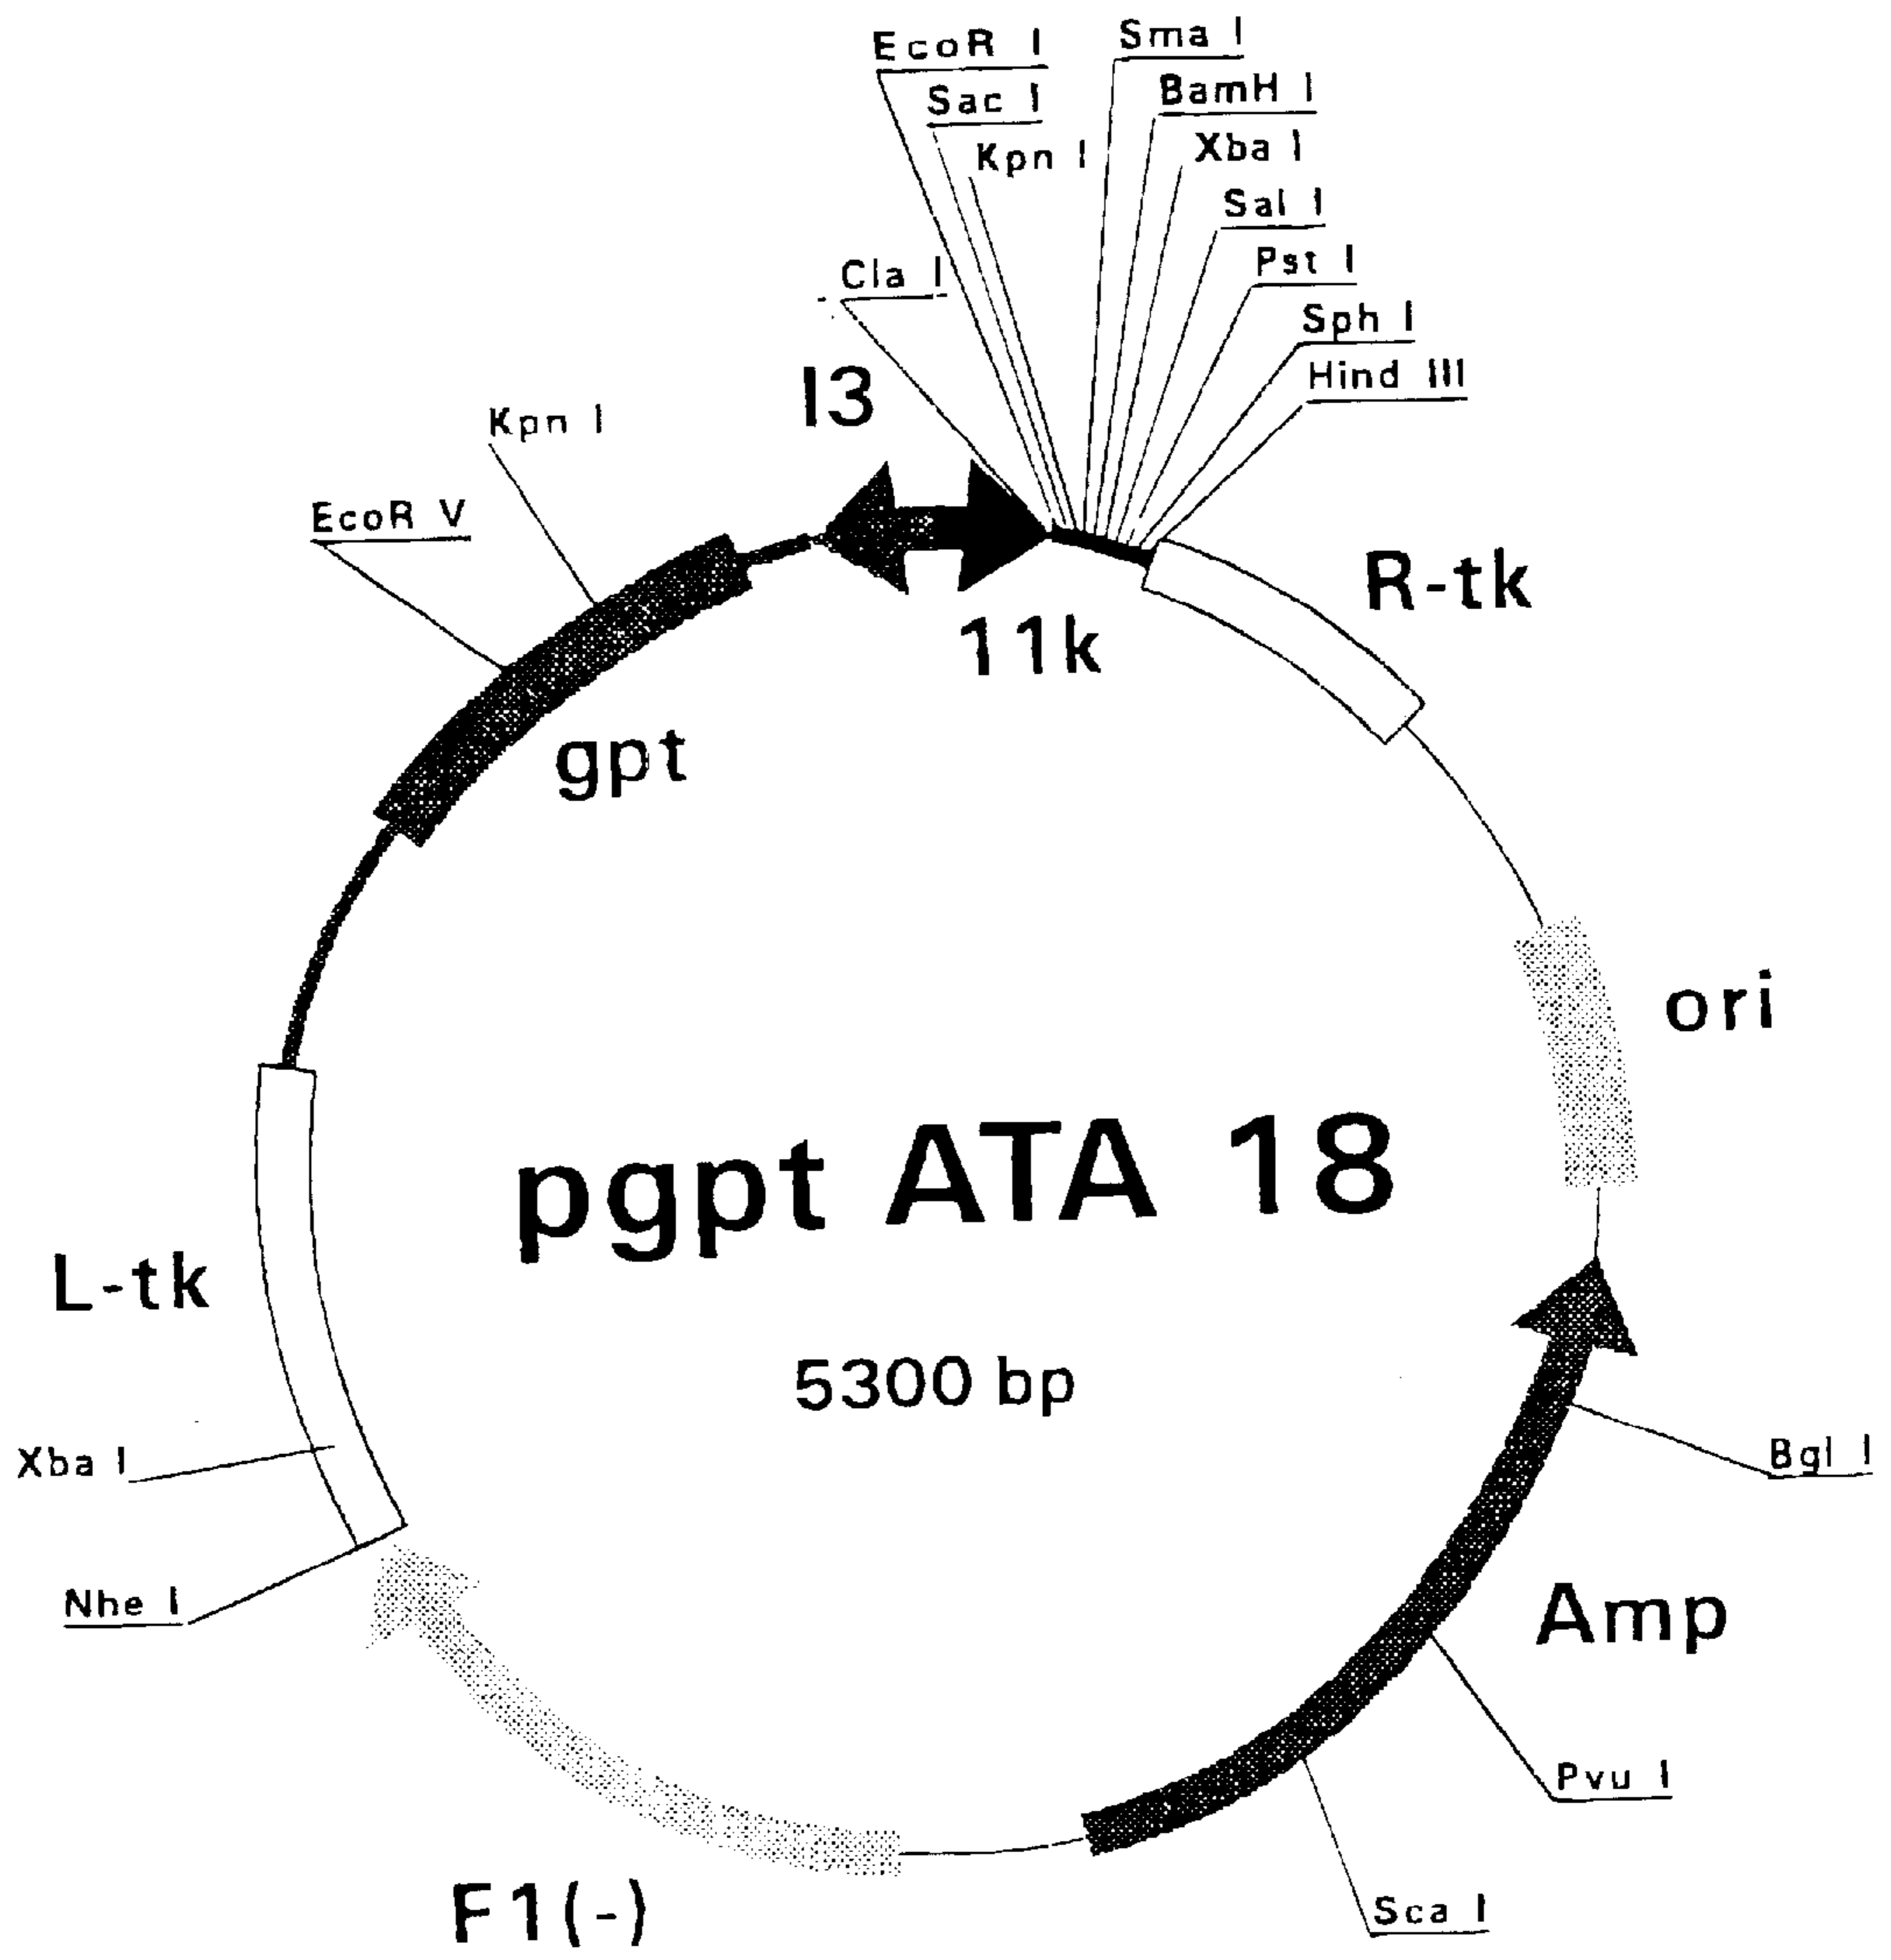 EcoR I
Sma I
Sac I
BamH I
Kpn I
Xba I
Sal I
Pst I
Cla I
Sph I
Hind III
I3
Kpn I
EcoR V
R-tk
11k
gpt
ori
pgpt ATA 18
L-tk
5300 bp
Xba I
Bgl I
Nhe I
Amp
Pvu I
F1(-)
Sca I